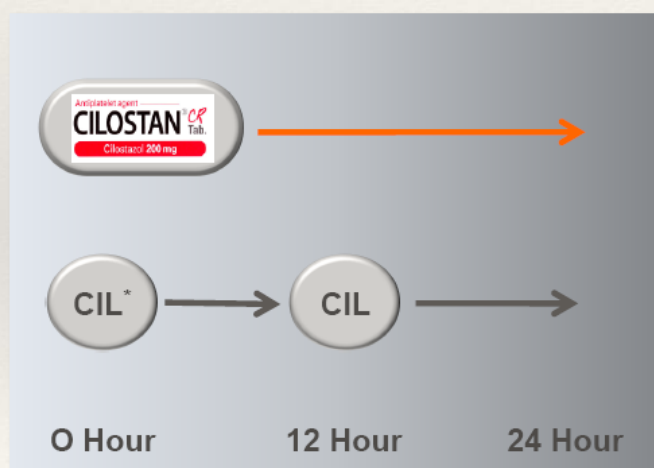 Antiplatelet agent
CILOSTAN® CR
Tab.
Cilostazol 200 mg
CIL* CIL
O Hour 12 Hour 24 Hour